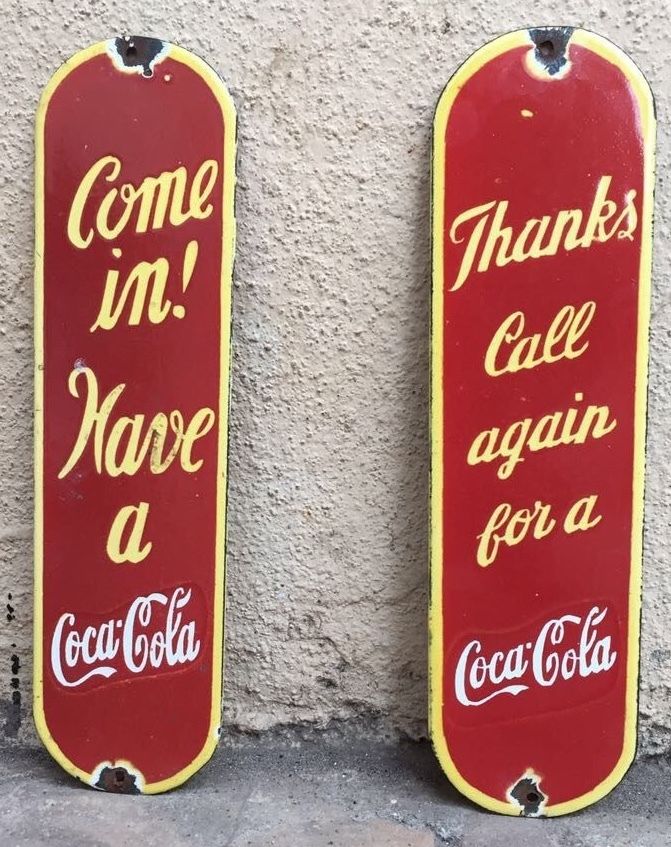 Come
in!
Have
a
Coca-Cola
Thanks
Call
again
for a
Coca-Cola